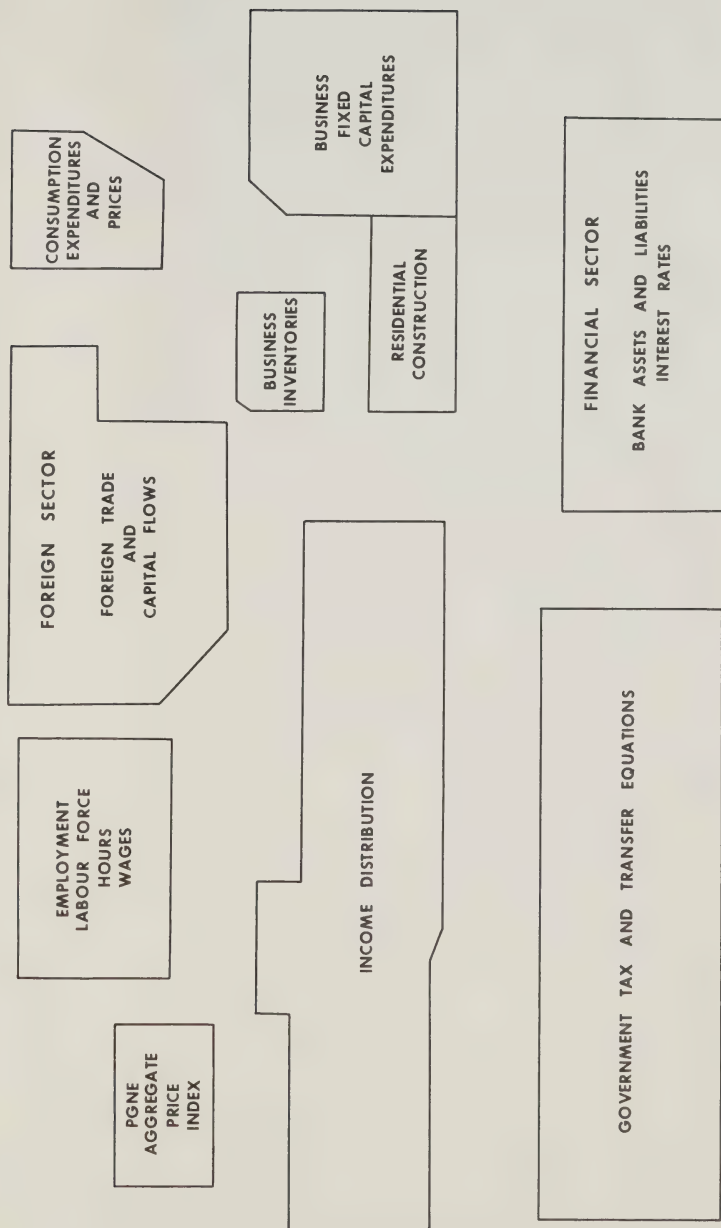 PGNE
AGGREGATE
PRICE
INDEX
EMPLOYMENT
LABOUR FORCE
HOURS
WAGES
FOREIGN SECTOR
FOREIGN TRADE
AND
CAPITAL FLOWS
CONSUMPTION
EXPENDITURES
AND
PRICES
INCOME DISTRIBUTION
BUSINESS
INVENTORIES
BUSINESS
FIXED
CAPITAL
EXPENDITURES
RESIDENTIAL
CONSTRUCTION
GOVERNMENT TAX AND TRANSFER EQUATIONS
FINANCIAL SECTOR
BANK ASSETS AND LIABILITIES
INTEREST RATES